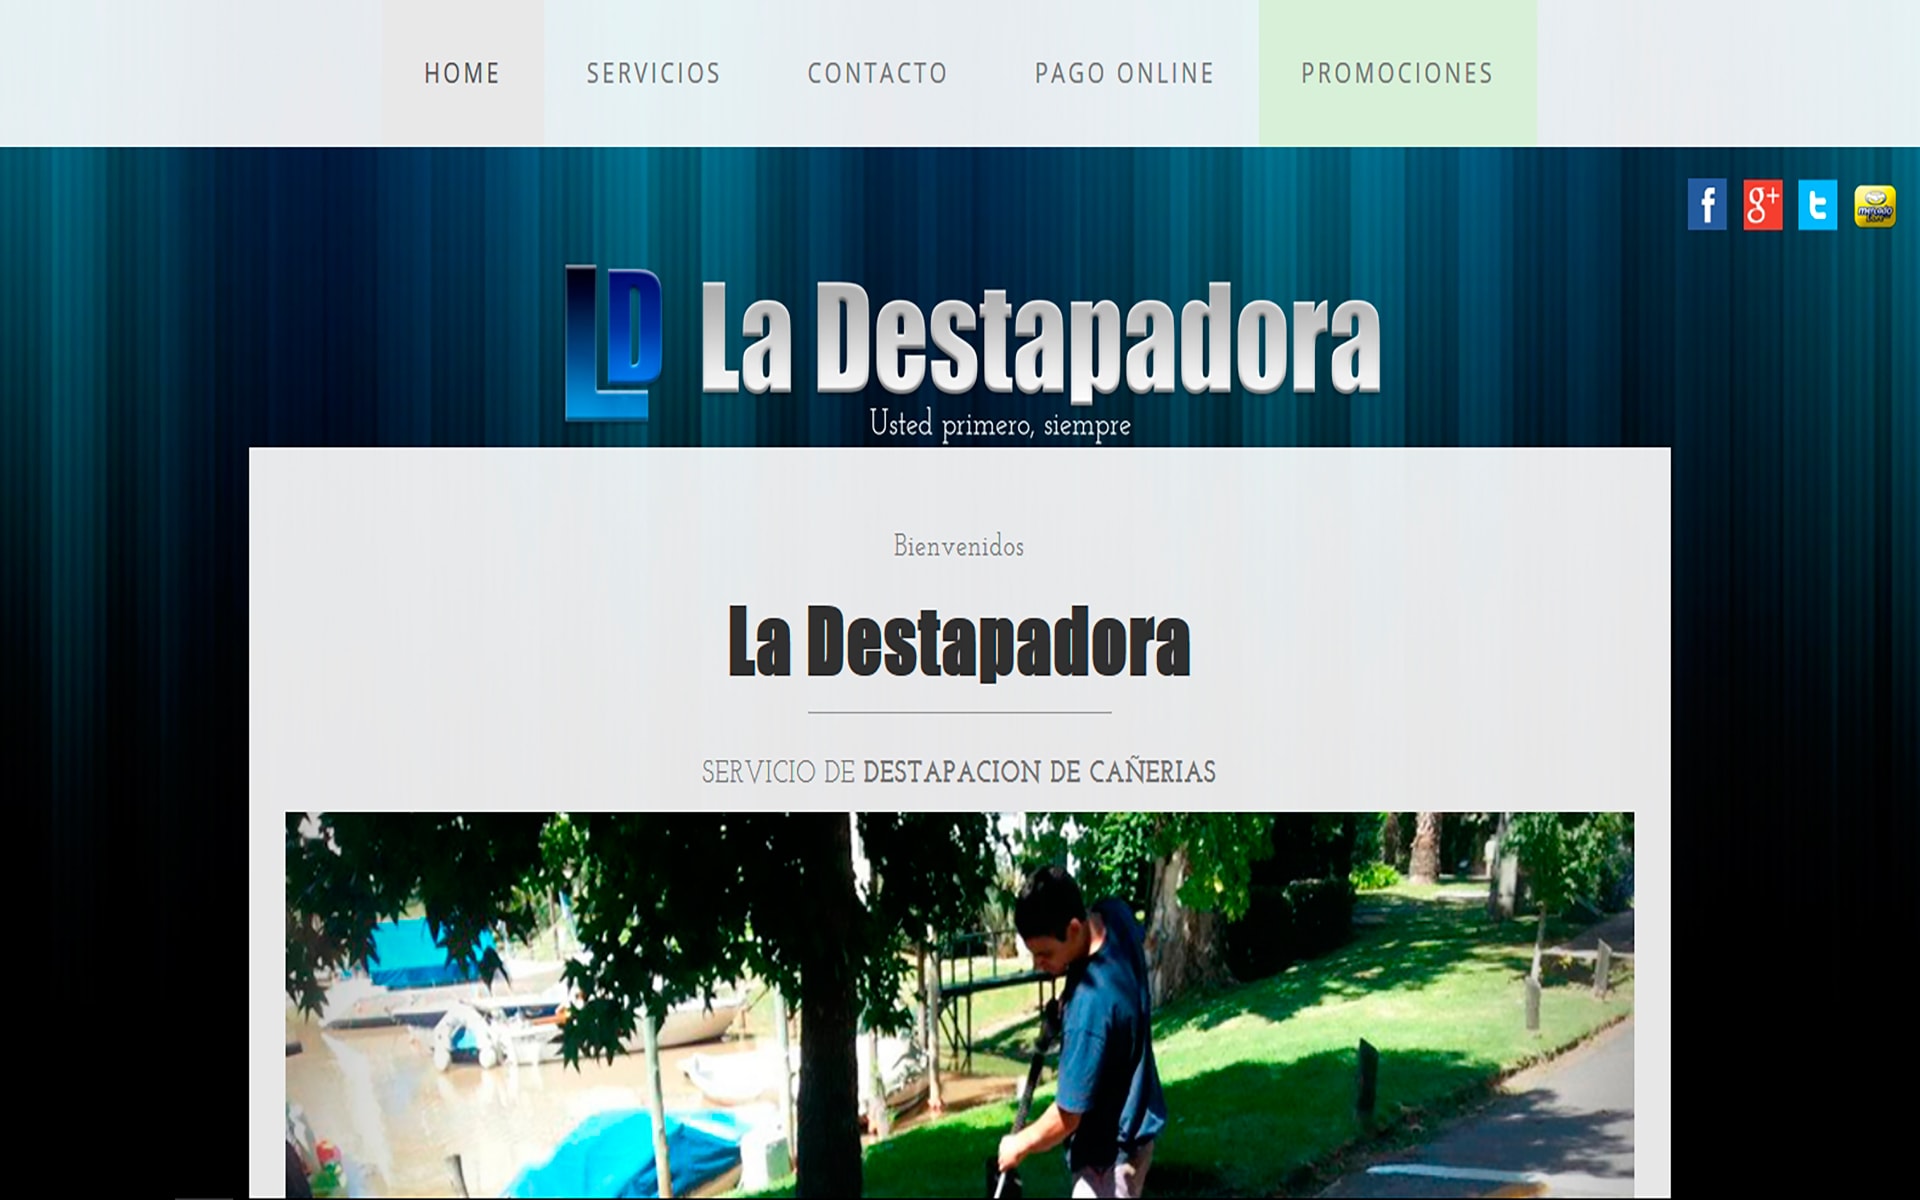 HOME SERVICIOS CONTACTO PAGO ONLINE PROMOCIONES
f g+ t
mercado
LD La Destapadora
Usted primero, siempre
Bienvenidos
La Destapadora
SERVICIO DE DESTAPACION DE CAÑERIAS